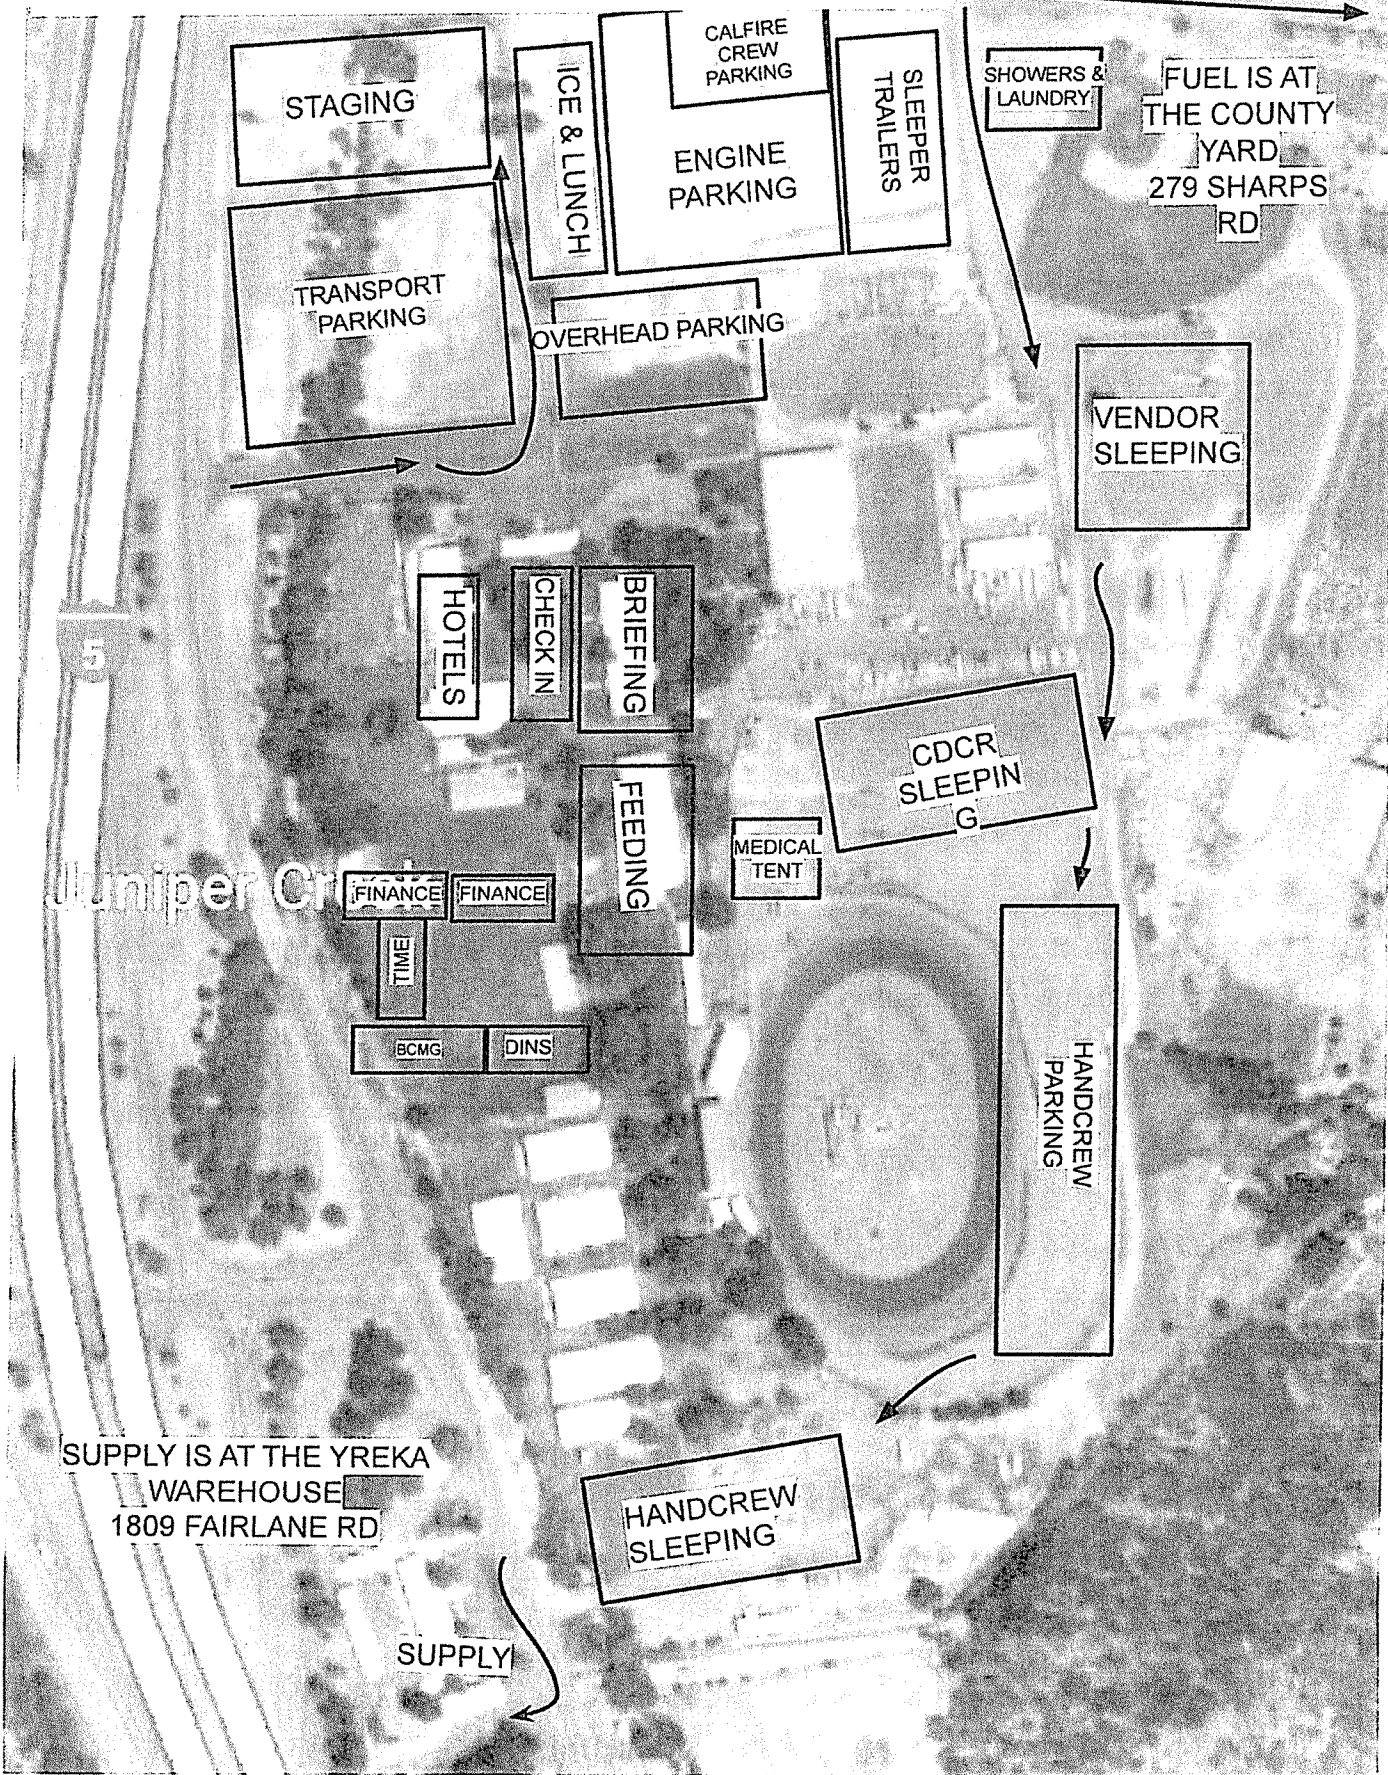 STAGING
ICE & LUNCH
CALFIRE
CREW
PARKING
ENGINE
PARKING
SLEEPER
TRAILERS
SHOWERS &
LAUNDRY
FUEL IS AT
THE COUNTY
YARD
279 SHARPS
RD
TRANSPORT
PARKING
OVERHEAD PARKING
VENDOR
SLEEPING
HOTELS
CHECK IN
BRIEFING
5
CDCR
SLEEPIN
G
FEEDING
MEDICAL
TENT
Juniper
FINANCE
FINANCE
TIME
BCMG
DINS
HANDCREW
PARKING
SUPPLY IS AT THE YREKA
WAREHOUSE
1809 FAIRLANE RD
HANDCREW
SLEEPING
SUPPLY